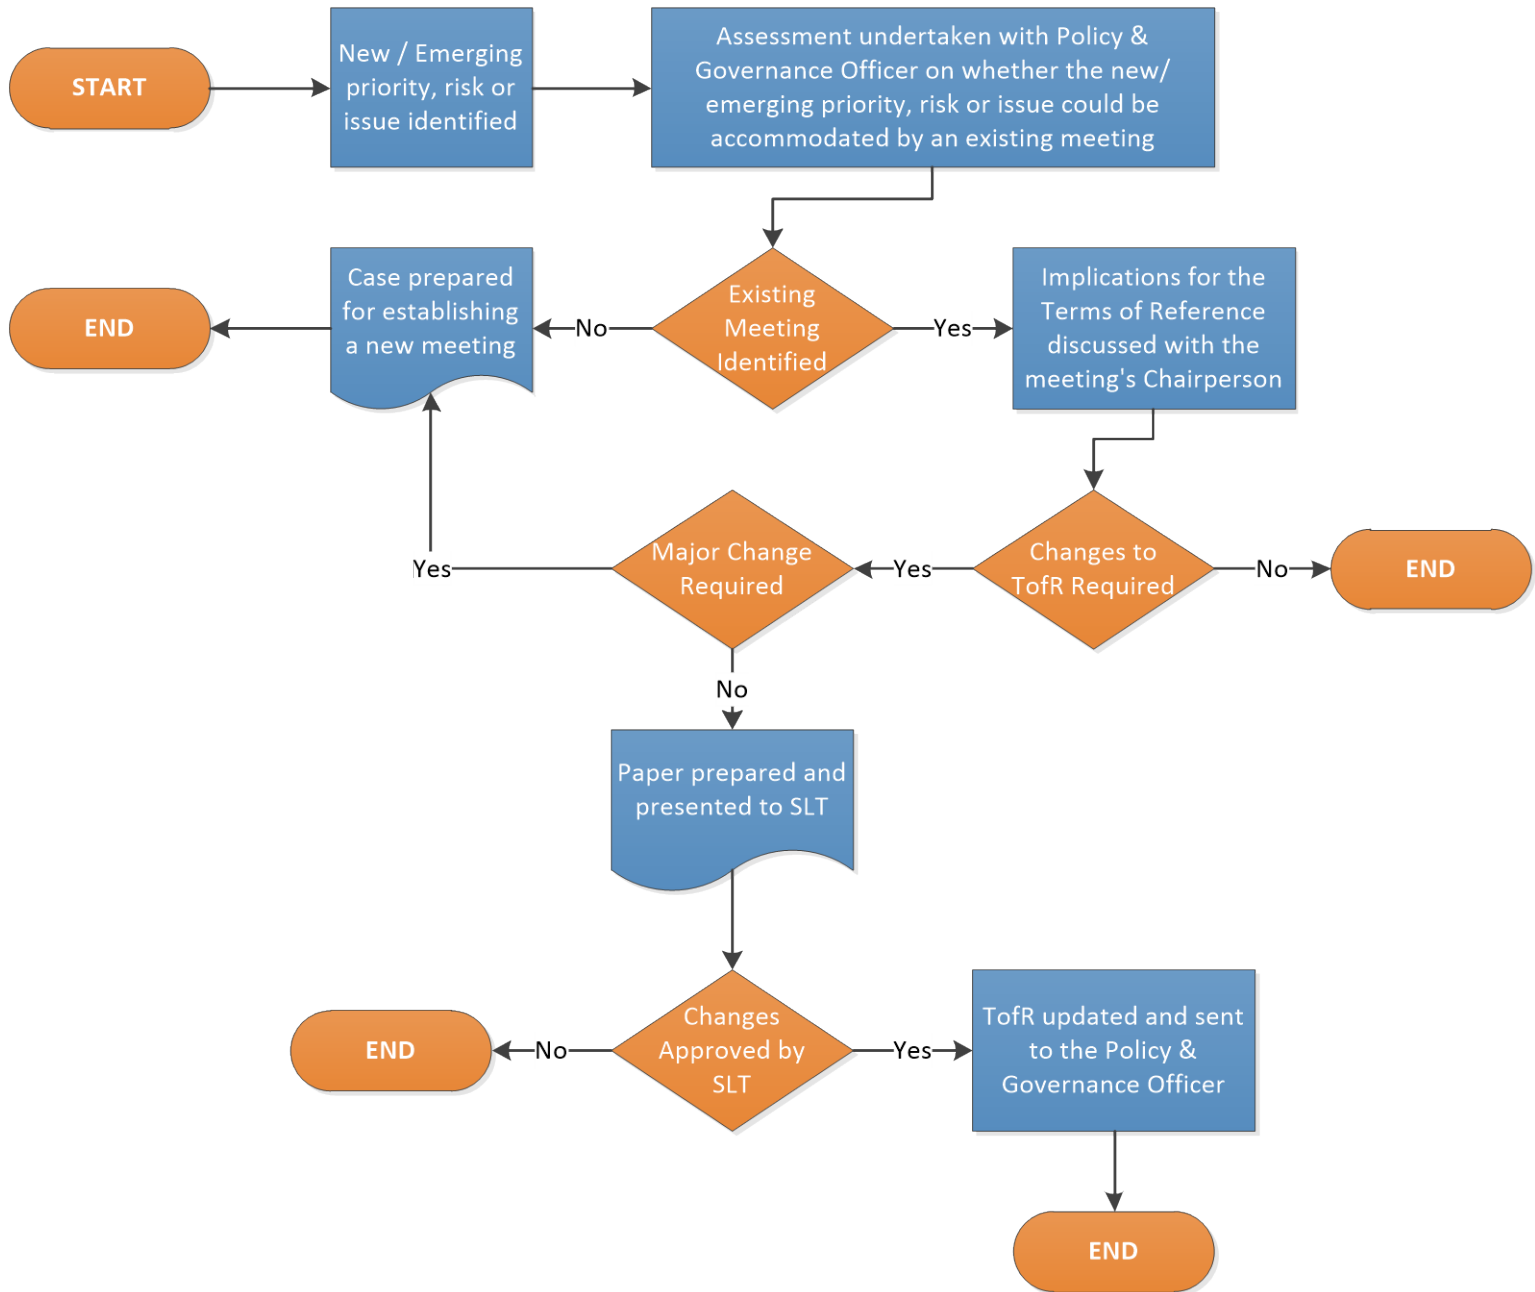 START
New / Emerging
priority, risk or
issue identified
Assessment undertaken with Policy &
Governance Officer on whether the new/
emerging priority, risk or issue could be
accommodated by an existing meeting
END
Case prepared
for establishing
a new meeting
No
Existing
Meeting
Identified
Yes
Implications for the
Terms of Reference
discussed with the
meeting's Chairperson
Yes
Major Change
Required
Yes
Changes to
TofR Required
No
END
No
Paper prepared and
presented to SLT
END
No
Changes
Approved by
SLT
Yes
TofR updated and sent
to the Policy &
Governance Officer
END